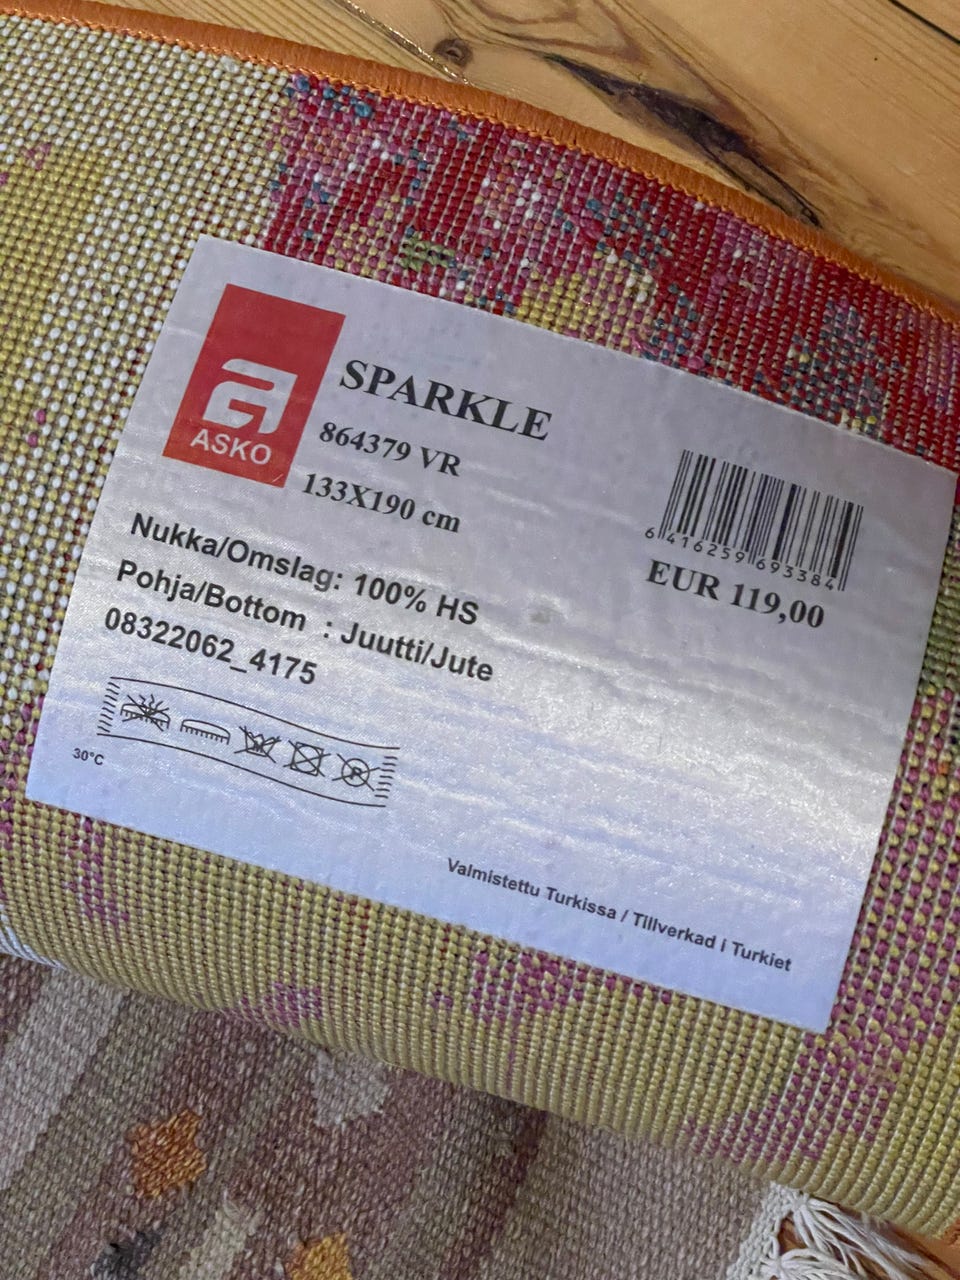 ASKO
SPARKLE
864379 VR
133X190 cm
6 416259 693384
EUR 119,00
Nukka/Omslag: 100% HS
Pohja/Bottom : Juutti/Jute
08322062_4175
30°C
P
Valmistettu Turkissa / Tillverkad i Turkiet